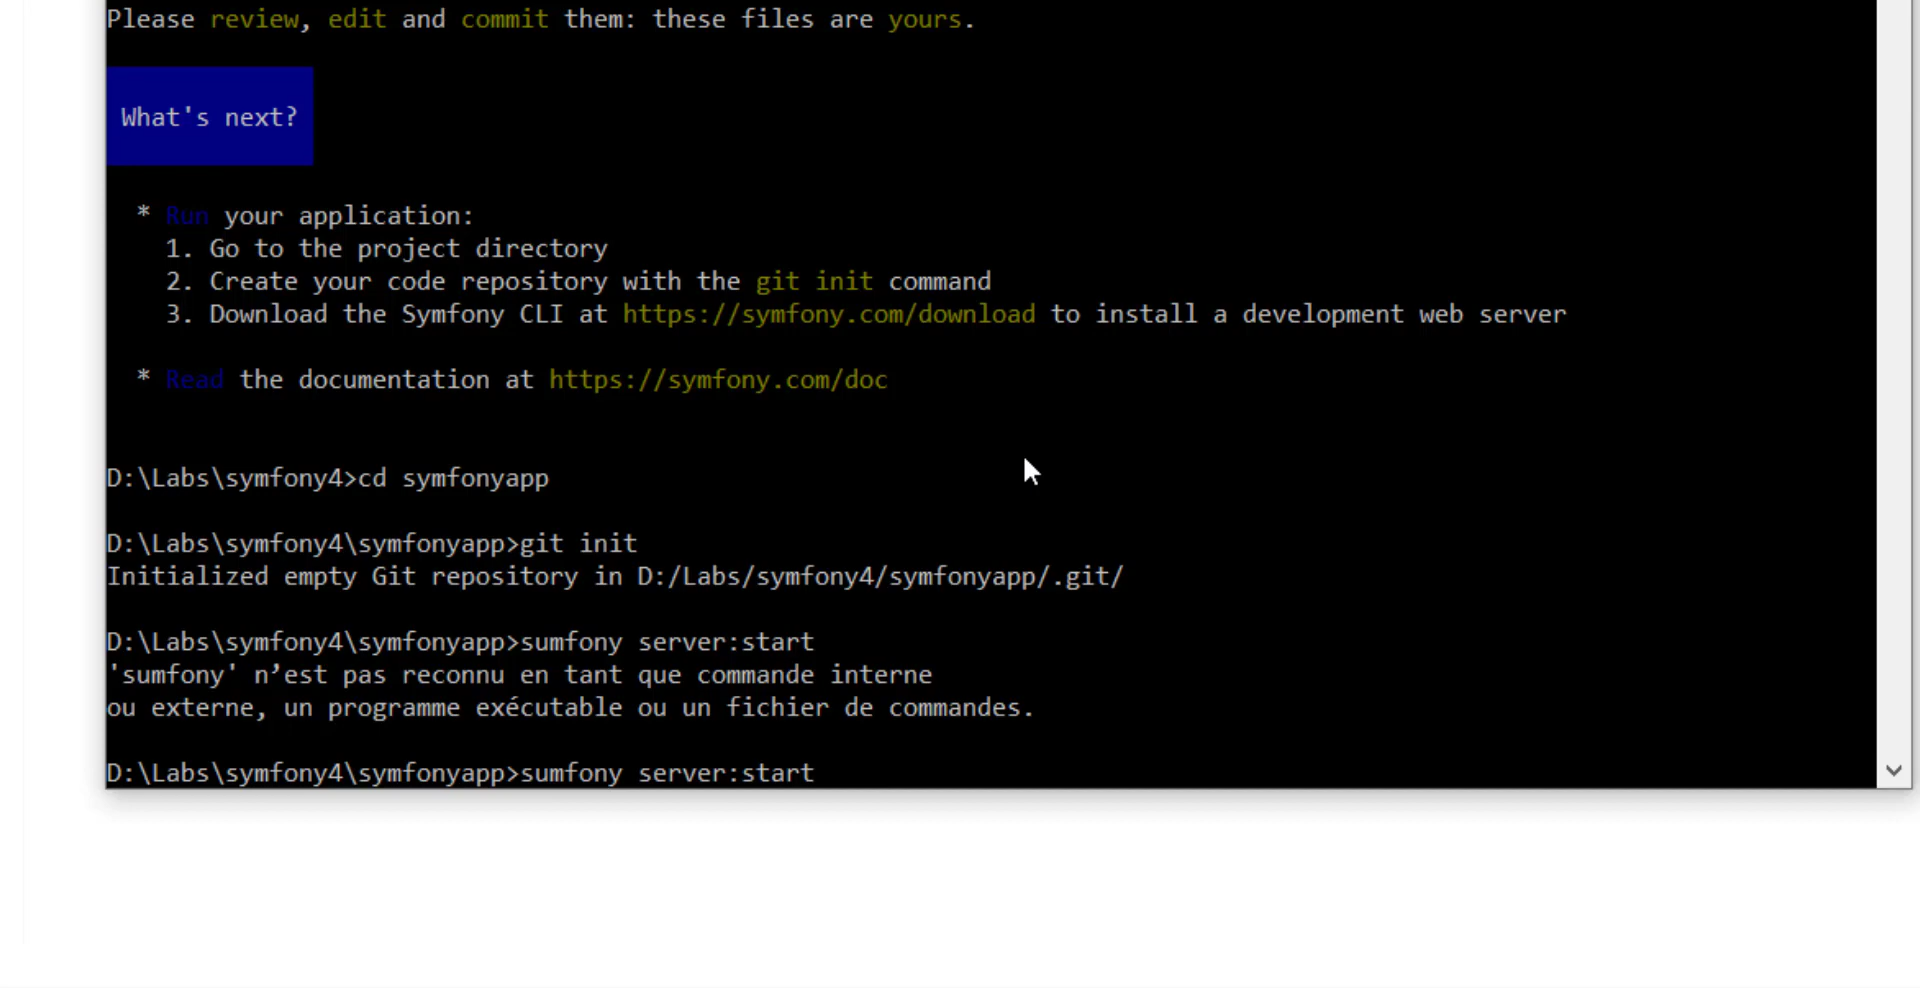 Please review, edit and commit them: these files are yours.
What's next?
* Run your application:
1. Go to the project directory
2. Create your code repository with the git init command
3. Download the Symfony CLI at https://symfony.com/download to install a development web server
* Read the documentation at https://symfony.com/doc
D:\Labs\symfony4>cd symfonyapp
D:\Labs\symfony4\symfonyapp>git init
Initialized empty Git repository in D:/Labs/symfony4/symfonyapp/.git/
D:\Labs\symfony4\symfonyapp>sumfony server:start
'sumfony' n’est pas reconnu en tant que commande interne
ou externe, un programme exécutable ou un fichier de commandes.
D:\Labs\symfony4\symfonyapp>sumfony server:start